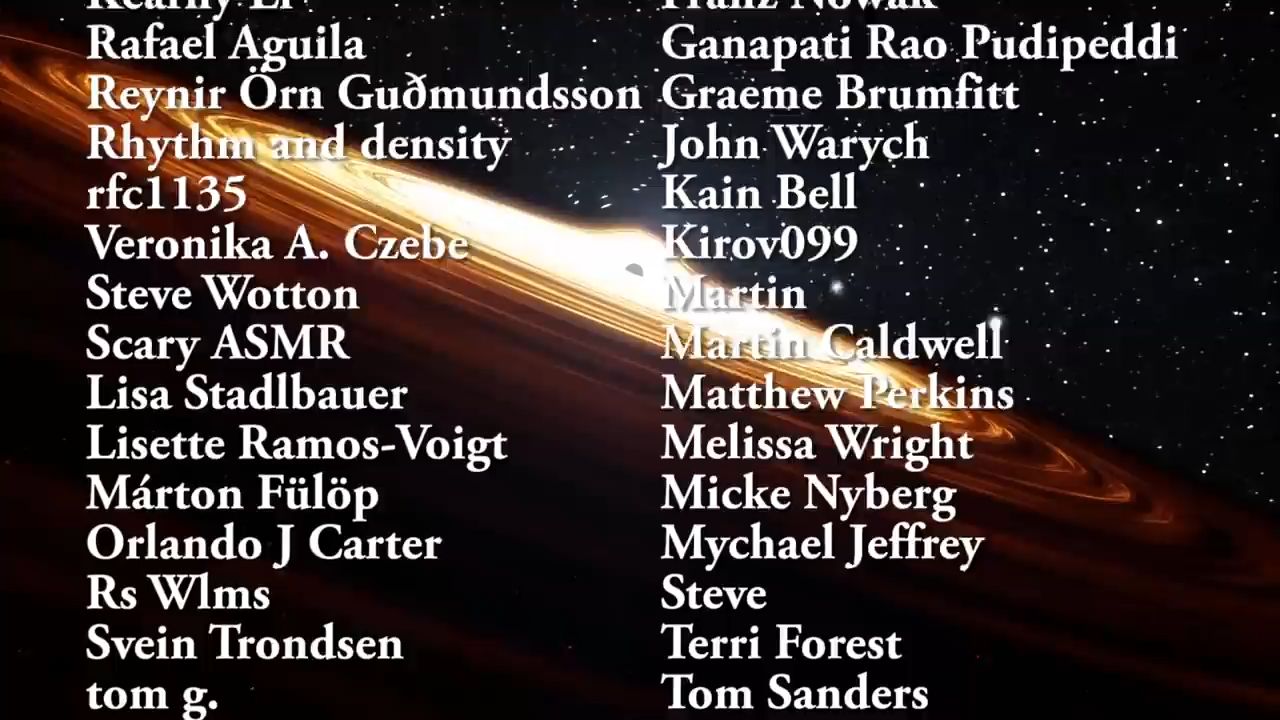 Rafael Aguila
Reynir Örn Guðmundsson
Rhythm and density
rfc1135
Veronika A. Czebe
Steve Wotton
Scary ASMR
Lisa Stadlbauer
Lisette Ramos-Voigt
Márton Fülöp
Orlando J Carter
Rs Wlms
Svein Trondsen
tom g.
Franz Nowak
Ganapati Rao Pudipeddi
Graeme Brumfitt
John Warych
Kain Bell
Kirov099
Martin
Martin Caldwell
Matthew Perkins
Melissa Wright
Micke Nyberg
Mychael Jeffrey
Steve
Terri Forest
Tom Sanders